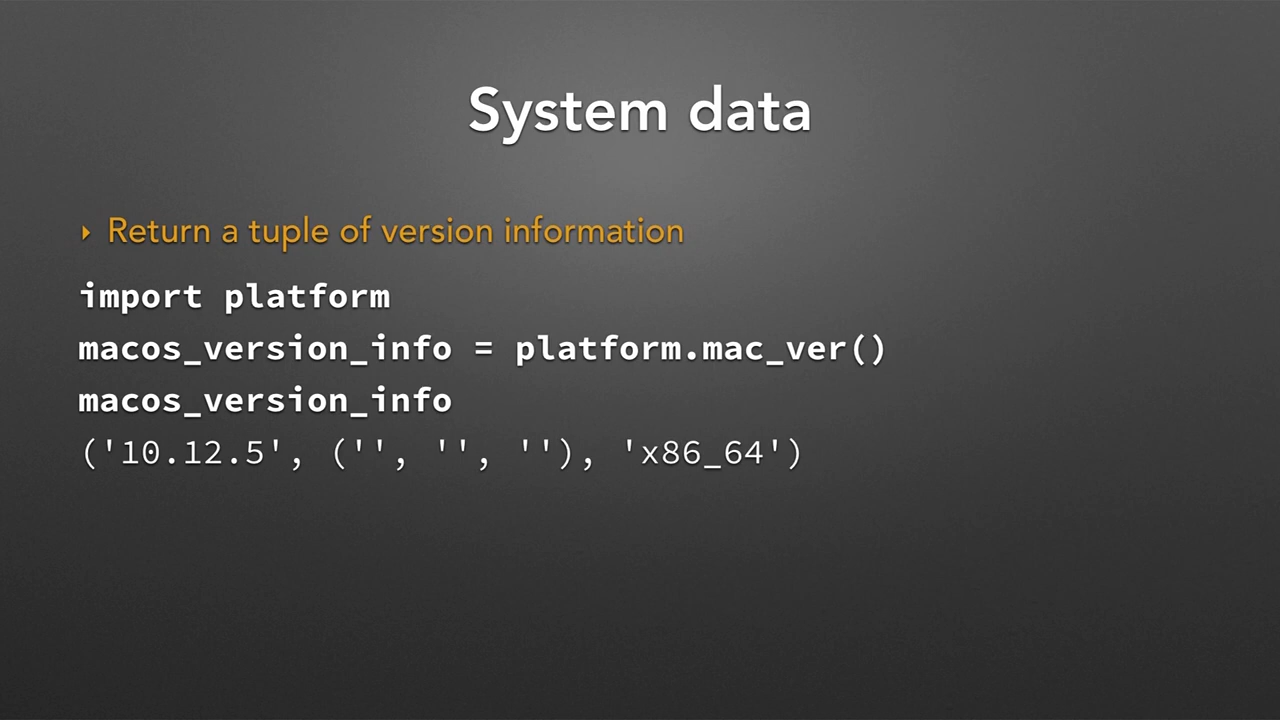 System data
‣ Return a tuple of version information
import platform
macos_version_info = platform.mac_ver()
macos_version_info
('10.12.5', ('', '', ''), 'x86_64')